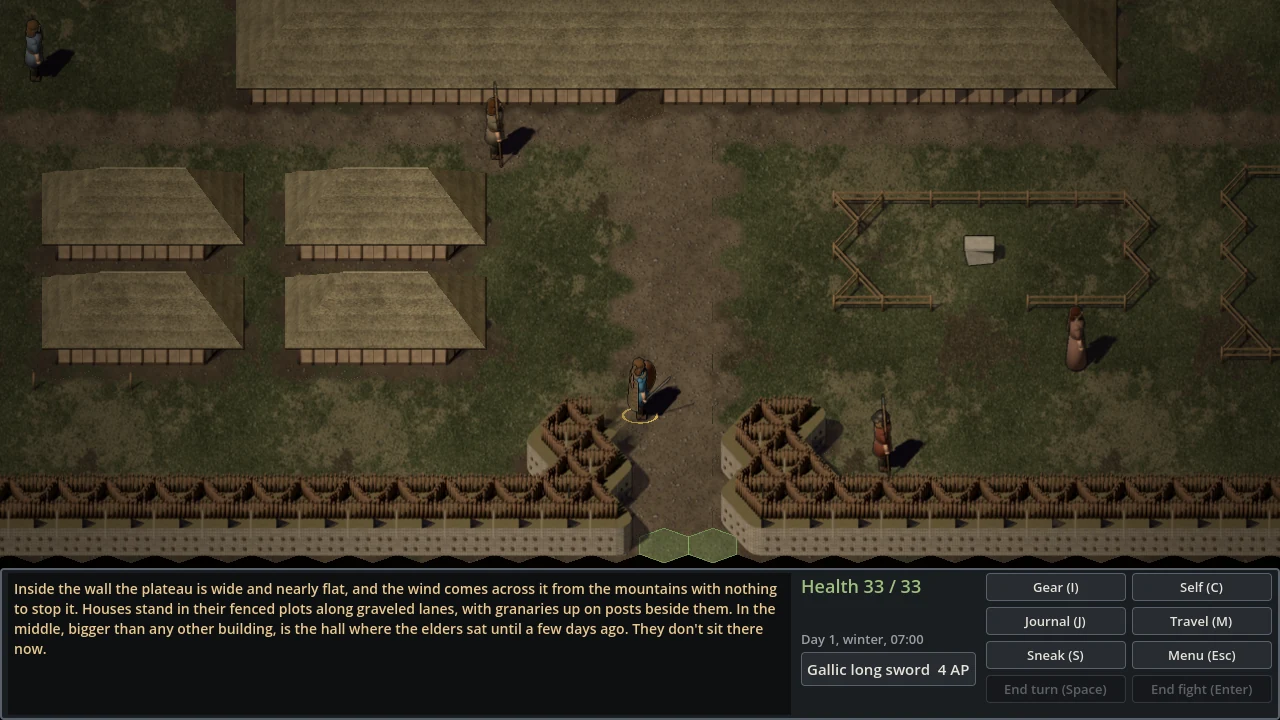 Inside the wall the plateau is wide and nearly flat, and the wind comes across it from the mountains with nothing
to stop it. Houses stand in their fenced plots along graveled lanes, with granaries up on posts beside them. In the
middle, bigger than any other building, is the hall where the elders sat until a few days ago. They don't sit there
now.
Health 33 / 33
Day 1, winter, 07:00
Gallic long sword 4 AP
Gear (I)
Self (C)
Journal (J)
Travel (M)
Sneak (S)
Menu (Esc)
End turn (Space)
End fight (Enter)